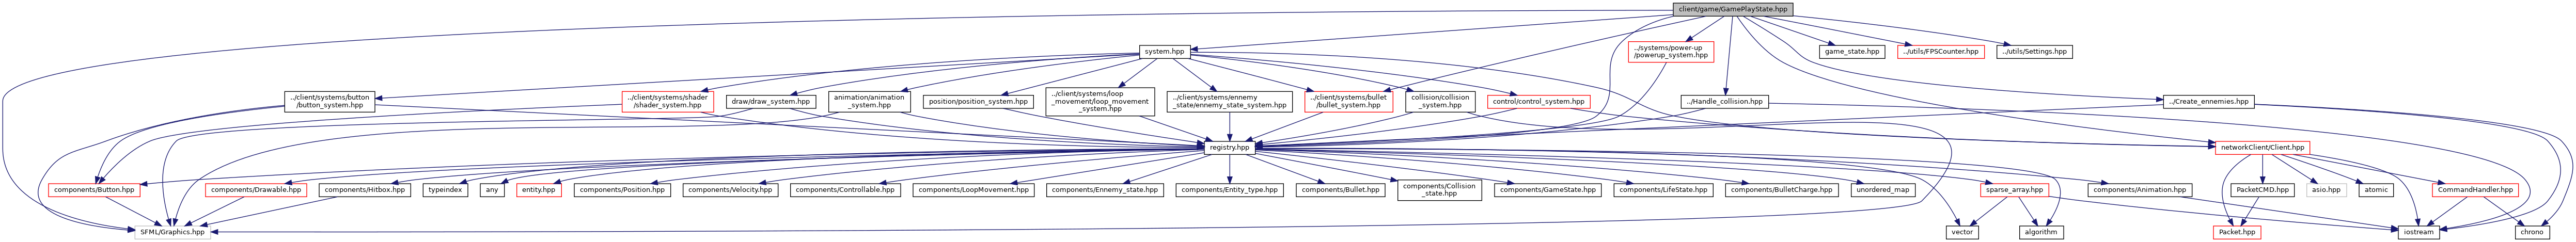 client/game/GamePlayState.hpp
system.hpp
../systems/power-up
/powerup_system.hpp
game_state.hpp
../utils/FPSCounter.hpp
../utils/Settings.hpp
../client/systems/button
/button_system.hpp
../client/systems/shader
/shader_system.hpp
draw/draw_system.hpp
animation/animation
_system.hpp
position/position_system.hpp
../client/systems/loop
_movement/loop_movement
_system.hpp
../client/systems/ennemy
_state/ennemy_state_system.hpp
../client/systems/bullet
/bullet_system.hpp
collision/collision
_system.hpp
control/control_system.hpp
../Handle_collision.hpp
../Create_ennemies.hpp
registry.hpp
networkClient/Client.hpp
components/Button.hpp
components/Drawable.hpp
components/Hitbox.hpp
typeindex
any
entity.hpp
components/Position.hpp
components/Velocity.hpp
components/Controllable.hpp
components/LoopMovement.hpp
components/Ennemy_state.hpp
components/Entity_type.hpp
components/Bullet.hpp
components/Collision
_state.hpp
components/GameState.hpp
components/LifeState.hpp
components/BulletCharge.hpp
unordered_map
sparse_array.hpp
components/Animation.hpp
PacketCMD.hpp
asio.hpp
atomic
CommandHandler.hpp
SFML/Graphics.hpp
vector
algorithm
Packet.hpp
iostream
chrono